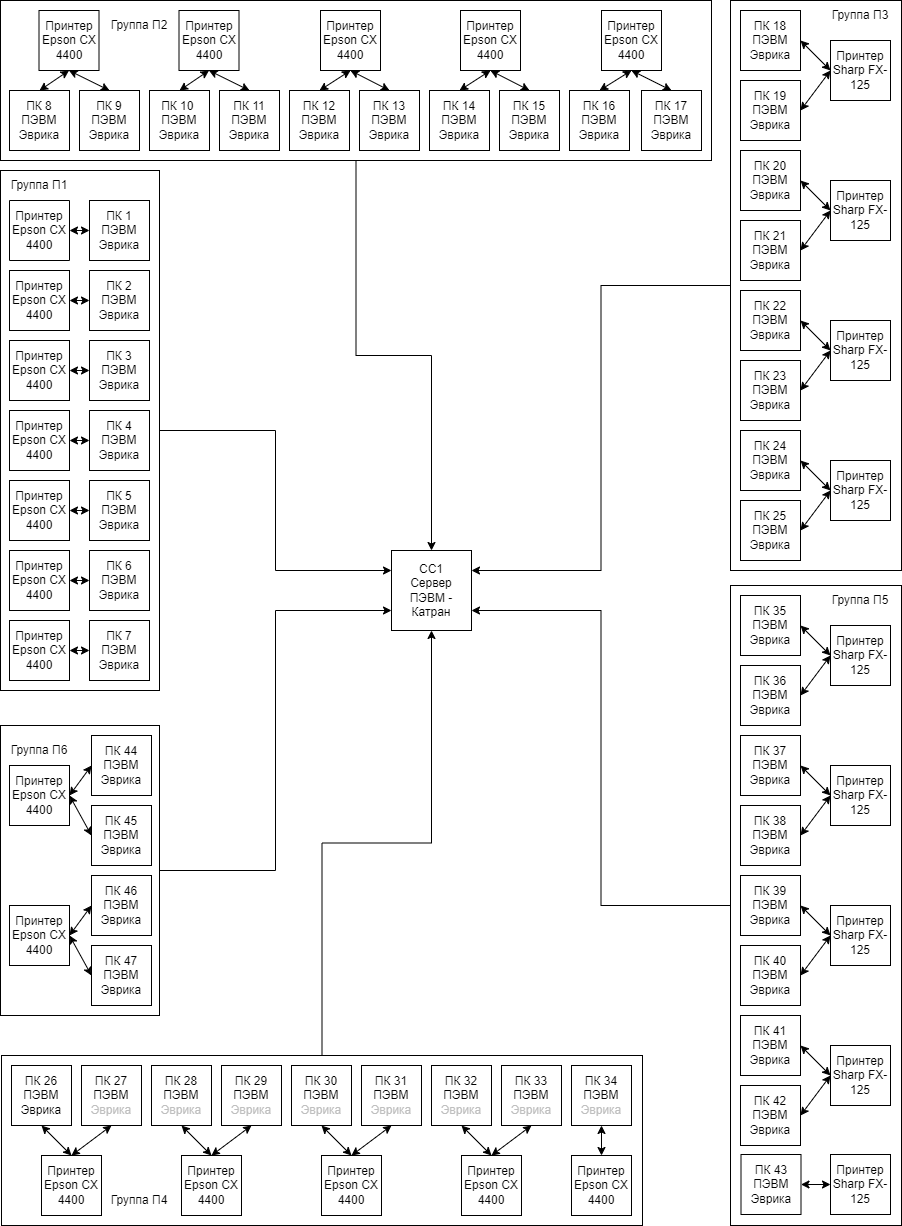 Группа П2
Принтер
Epson CX
4400
Принтер
Epson CX
4400
Принтер
Epson CX
4400
Принтер
Epson CX
4400
Принтер
Epson CX
4400
ПК 8
ПЭВМ
Эврика
ПК 9
ПЭВМ
Эврика
ПК 10
ПЭВМ
Эврика
ПК 11
ПЭВМ
Эврика
ПК 12
ПЭВМ
Эврика
ПК 13
ПЭВМ
Эврика
ПК 14
ПЭВМ
Эврика
ПК 15
ПЭВМ
Эврика
ПК 16
ПЭВМ
Эврика
ПК 17
ПЭВМ
Эврика
Группа П3
ПК 18
ПЭВМ
Эврика
Принтер
Sharp FX-
125
ПК 19
ПЭВМ
Эврика
ПК 20
ПЭВМ
Эврика
Принтер
Sharp FX-
125
ПК 21
ПЭВМ
Эврика
ПК 22
ПЭВМ
Эврика
Принтер
Sharp FX-
125
ПК 23
ПЭВМ
Эврика
ПК 24
ПЭВМ
Эврика
Принтер
Sharp FX-
125
ПК 25
ПЭВМ
Эврика
Группа П1
Принтер
Epson CX
4400
ПК 1
ПЭВМ
Эврика
Принтер
Epson CX
4400
ПК 2
ПЭВМ
Эврика
Принтер
Epson CX
4400
ПК 3
ПЭВМ
Эврика
Принтер
Epson CX
4400
ПК 4
ПЭВМ
Эврика
Принтер
Epson CX
4400
ПК 5
ПЭВМ
Эврика
Принтер
Epson CX
4400
ПК 6
ПЭВМ
Эврика
Принтер
Epson CX
4400
ПК 7
ПЭВМ
Эврика
СС1
Сервер
ПЭВМ -
Катран
Группа П5
ПК 35
ПЭВМ
Эврика
Принтер
Sharp FX-
125
ПК 36
ПЭВМ
Эврика
ПК 37
ПЭВМ
Эврика
Принтер
Sharp FX-
125
ПК 38
ПЭВМ
Эврика
ПК 39
ПЭВМ
Эврика
Принтер
Sharp FX-
125
ПК 40
ПЭВМ
Эврика
ПК 41
ПЭВМ
Эврика
Принтер
Sharp FX-
125
ПК 42
ПЭВМ
Эврика
ПК 43
ПЭВМ
Эврика
Принтер
Sharp FX-
125
Группа П6
ПК 44
ПЭВМ
Эврика
Принтер
Epson CX
4400
ПК 45
ПЭВМ
Эврика
ПК 46
ПЭВМ
Эврика
Принтер
Epson CX
4400
ПК 47
ПЭВМ
Эврика
ПК 26
ПЭВМ
Эврика
ПК 27
ПЭВМ
Эврика
ПК 28
ПЭВМ
Эврика
ПК 29
ПЭВМ
Эврика
ПК 30
ПЭВМ
Эврика
ПК 31
ПЭВМ
Эврика
ПК 32
ПЭВМ
Эврика
ПК 33
ПЭВМ
Эврика
ПК 34
ПЭВМ
Эврика
Принтер
Epson CX
4400
Группа П4
Принтер
Epson CX
4400
Принтер
Epson CX
4400
Принтер
Epson CX
4400
Принтер
Epson CX
4400